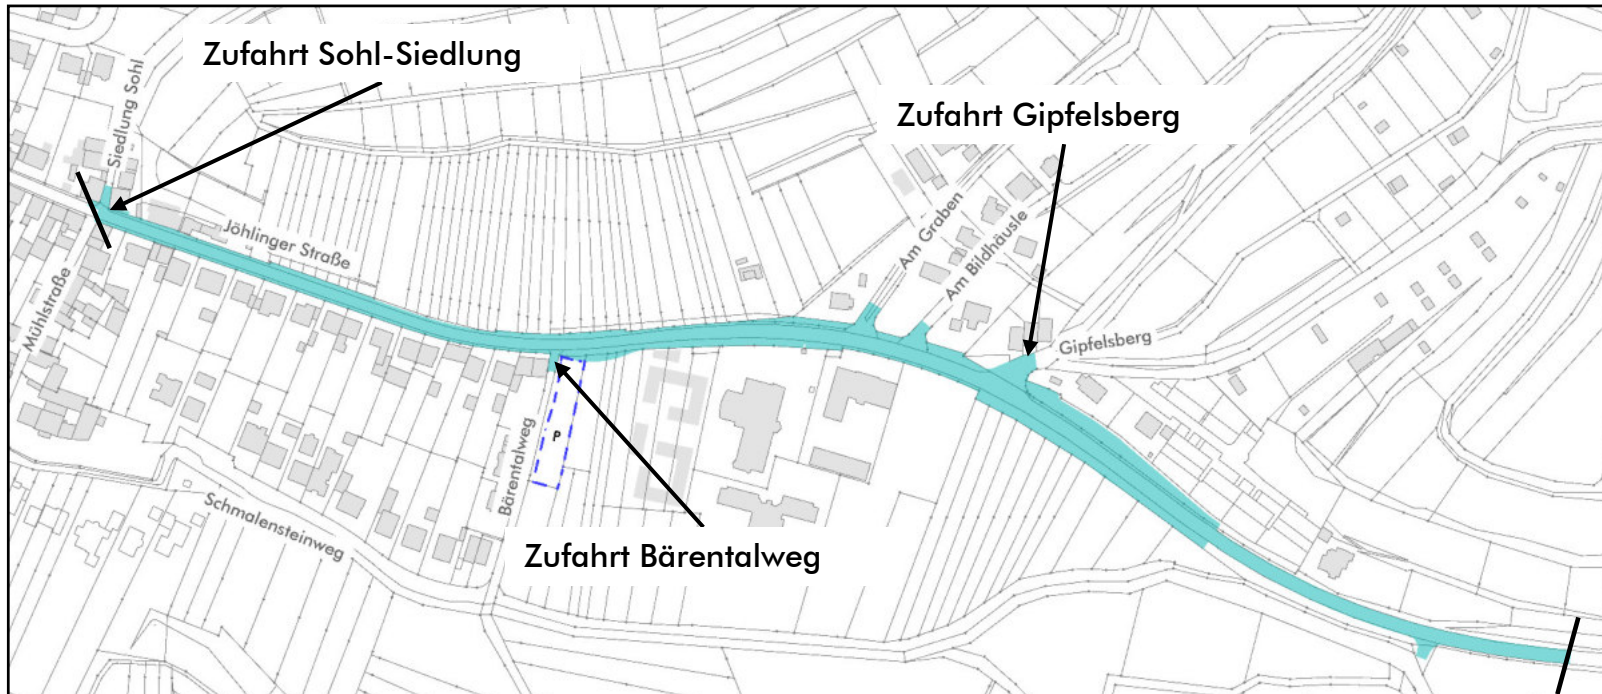 Zufahrt Sohl-Siedlung
Siedlung Sohl
Zufahrt Gipfelsberg
Am Graben
Am Bildhäusle
Jöhlinger Straße
Mühlstraße
Gipfelsberg
P
Bärentalweg
Schmalensteinweg
Zufahrt Bärentalweg